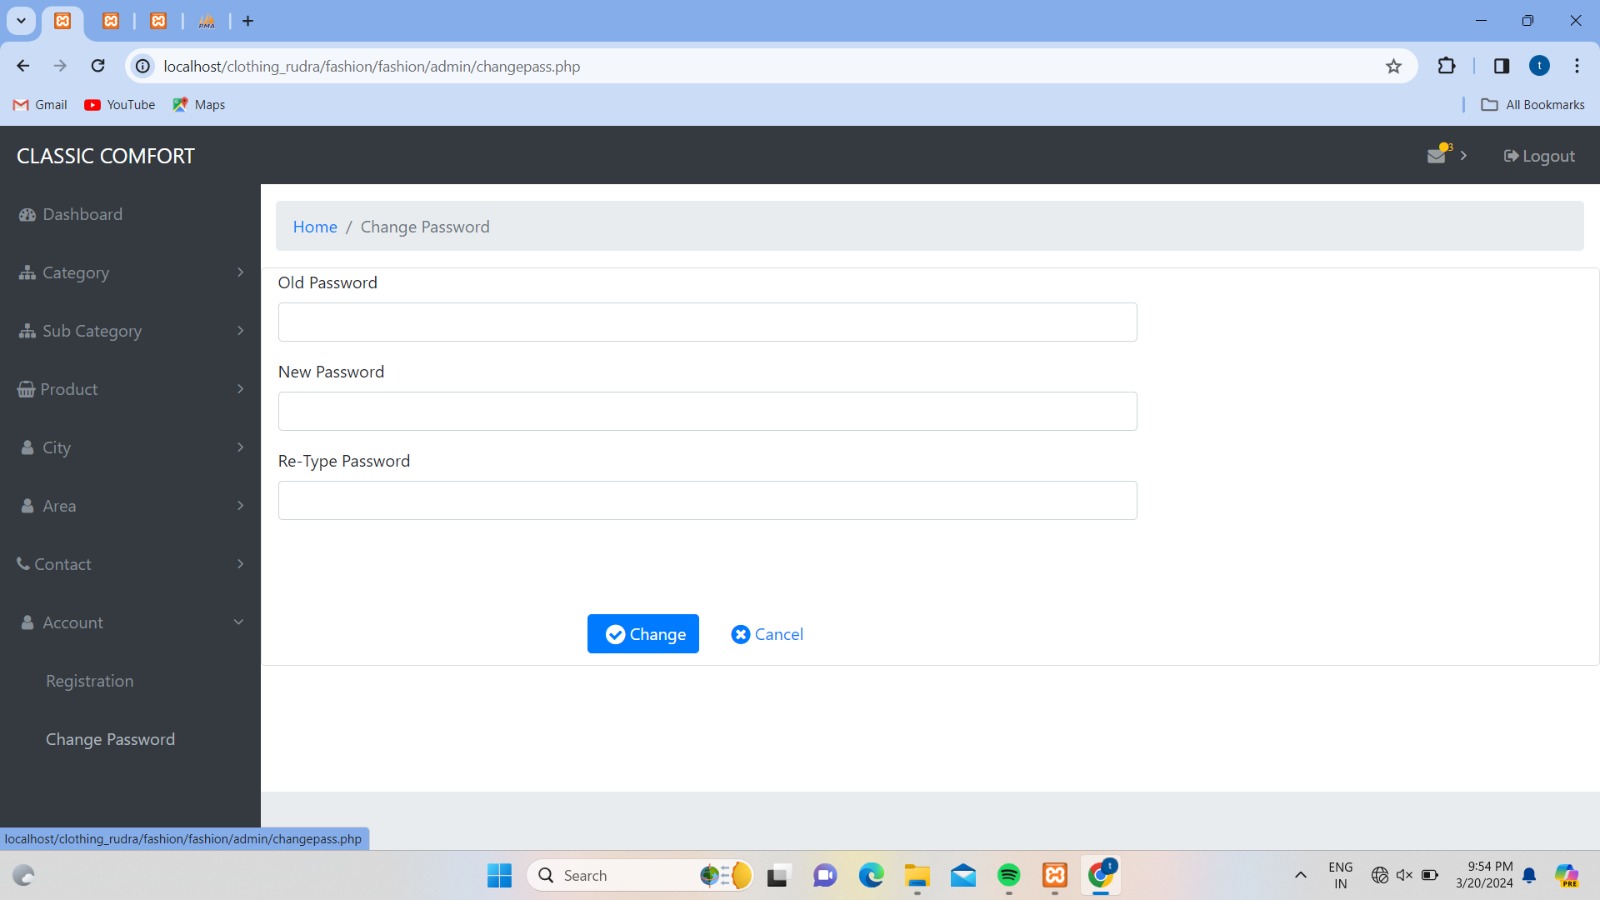 localhost/clothing_rudra/fashion/fashion/admin/changepass.php
t
Gmail
YouTube
Maps
All Bookmarks
CLASSIC COMFORT
3
Logout
Dashboard
Category
Sub Category
Product
City
Area
Contact
Account
Registration
Change Password
Home / Change Password
Old Password
New Password
Re-Type Password
Change
Cancel
localhost/clothing_rudra/fashion/fashion/admin/changepass.php
Search
t
ENG
IN
9:54 PM
3/20/2024
PRE